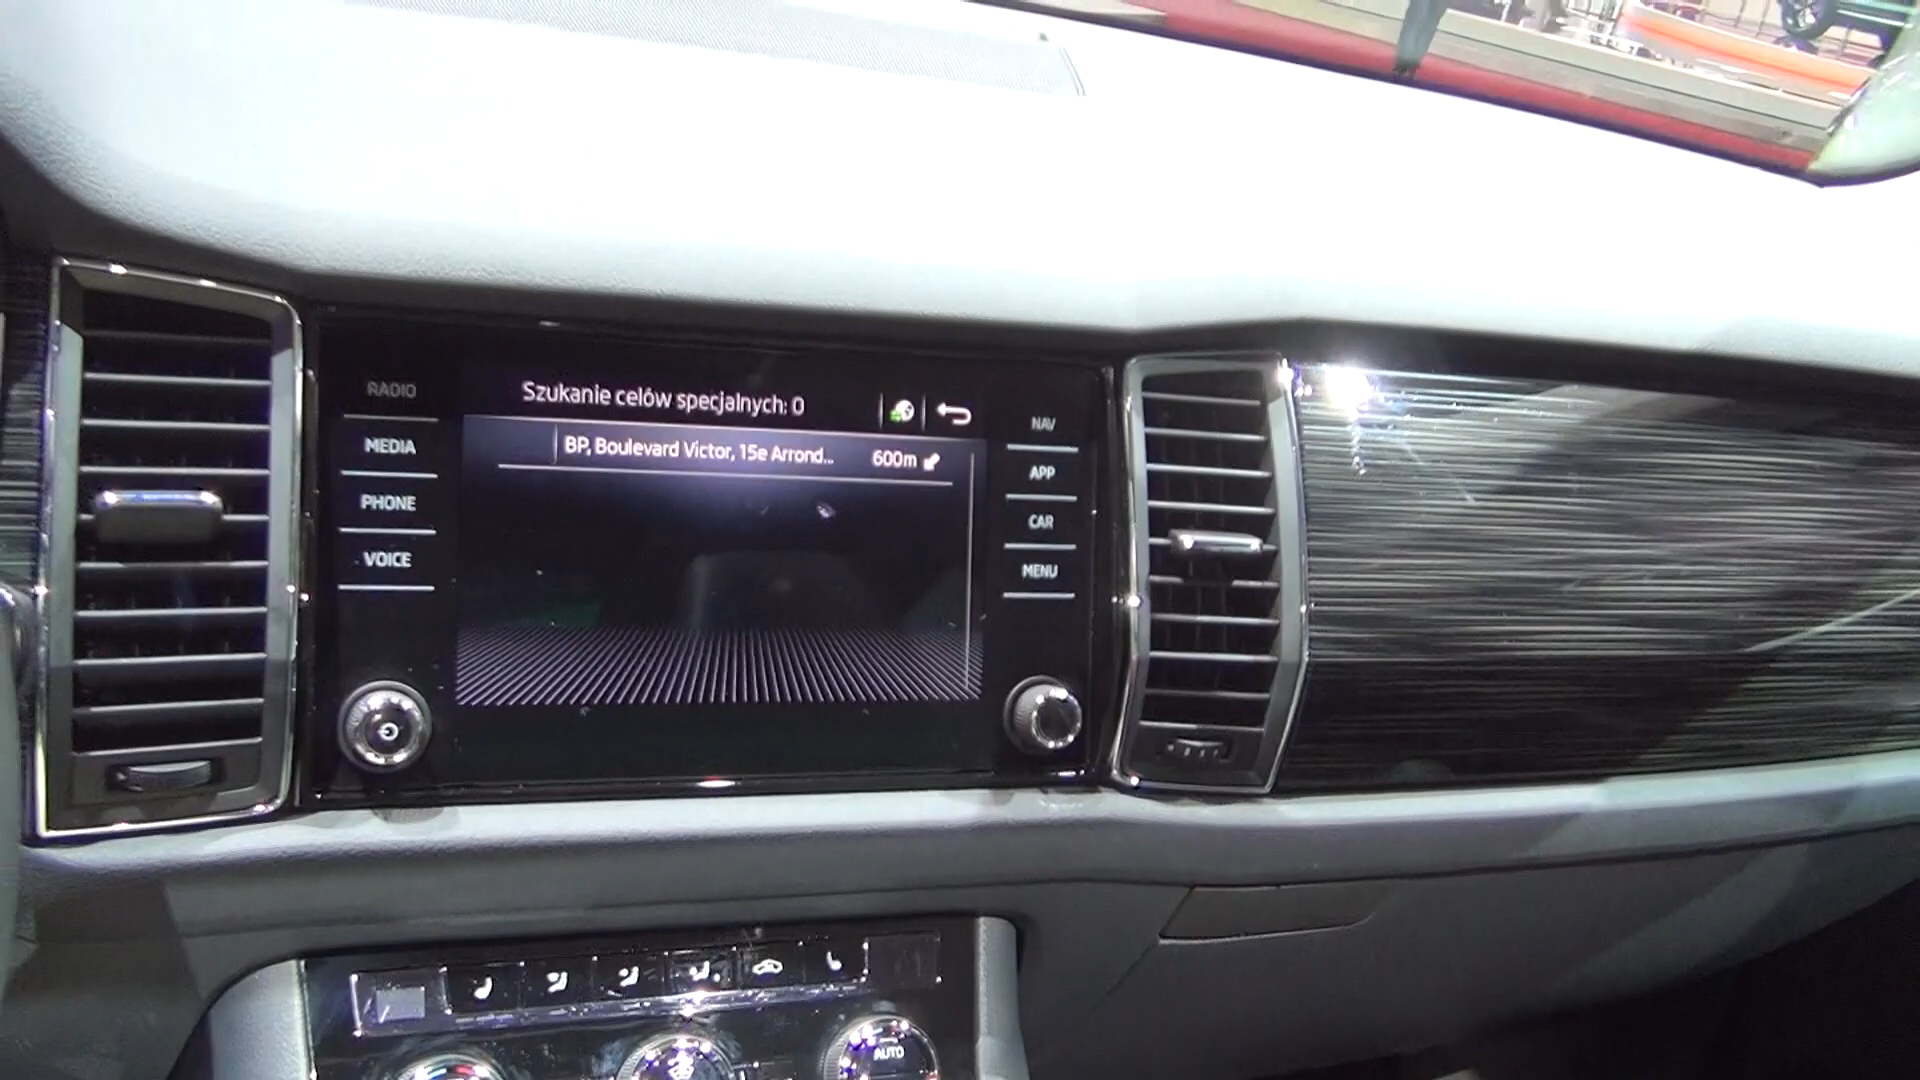 RADIO
MEDIA
PHONE
VOICE
Szukanie celów specjalnych: 0
BP, Boulevard Victor, 15e Arrond... 600m
NAV
APP
CAR
MENU
AUTO